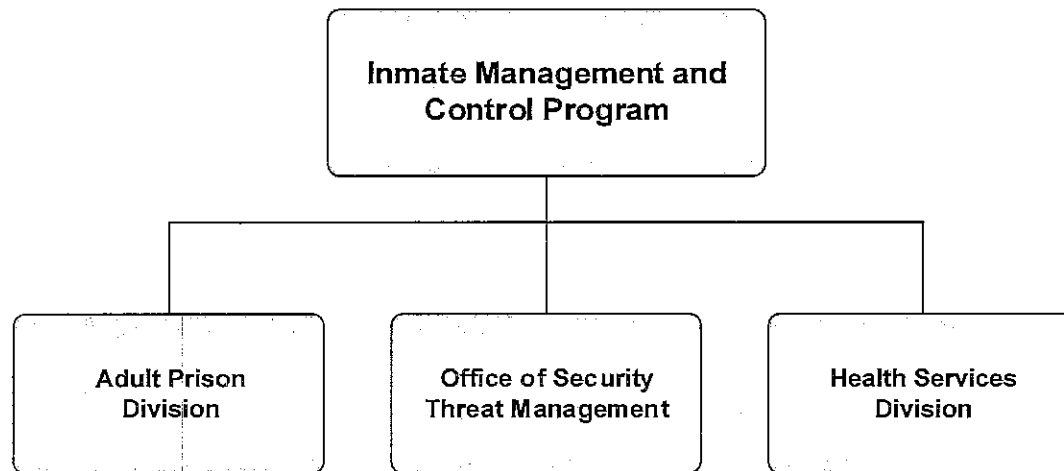 Inmate Management and
Control Program
Adult Prison
Division
Office of Security
Threat Management
Health Services
Division